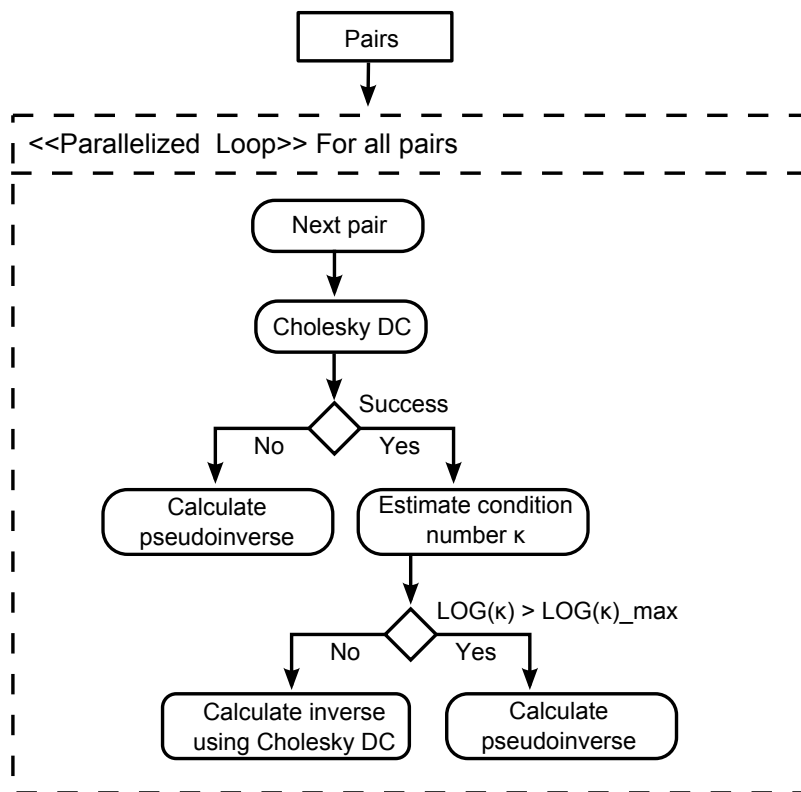 Pairs
<<Parallelized Loop>> For all pairs
Next pair
Cholesky DC
Success
No
Yes
Calculate
pseudoinverse
Estimate condition
number κ
LOG(κ) > LOG(κ)_max
No
Yes
Calculate inverse
using Cholesky DC
Calculate
pseudoinverse